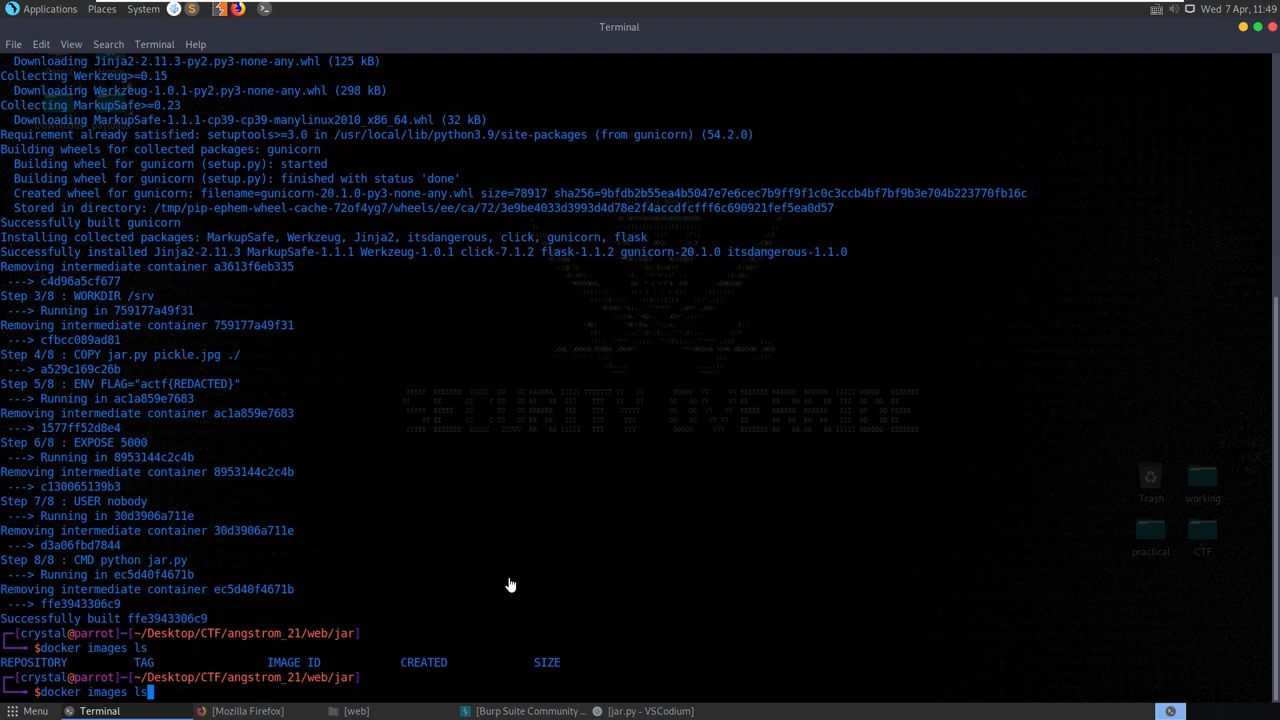 Applications Places System Wed 7 Apr, 11:49
Terminal
File Edit View Search Terminal Help
Downloading Jinja2-2.11.3-py2.py3-none-any.whl (125 kB)
Collecting Werkzeug>=0.15
Downloading Werkzeug-1.0.1-py2.py3-none-any.whl (298 kB)
Collecting MarkupSafe>=0.23
Downloading MarkupSafe-1.1.1-cp39-cp39-manylinux2010_x86_64.whl (32 kB)
Requirement already satisfied: setuptools>=3.0 in /usr/local/lib/python3.9/site-packages (from gunicorn) (54.2.0)
Building wheels for collected packages: gunicorn
Building wheel for gunicorn (setup.py): started
Building wheel for gunicorn (setup.py): finished with status 'done'
Created wheel for gunicorn: filename=gunicorn-20.1.0-py3-none-any.whl size=78917 sha256=9bfdb2b55ea4b5047e7e6cec7b9ff9f1c0c3ccb4bf7bf9b3e704b223770fb16c
Stored in directory: /tmp/pip-ephem-wheel-cache-72of4yg7/wheels/ee/ca/72/3e9be4033d3993d4d78e2f4accdfcfff6c690921fef5ea0d57
Successfully built gunicorn
Installing collected packages: MarkupSafe, Werkzeug, Jinja2, itsdangerous, click, gunicorn, flask
Successfully installed Jinja2-2.11.3 MarkupSafe-1.1.1 Werkzeug-1.0.1 click-7.1.2 flask-1.1.2 gunicorn-20.1.0 itsdangerous-1.1.0
Removing intermediate container a3613f6eb335
---> c4d96a5cf677
Step 3/8 : WORKDIR /srv
---> Running in 759177a49f31
Removing intermediate container 759177a49f31
---> cfbcc089ad81
Step 4/8 : COPY jar.py pickle.jpg ./
---> a529c169c26b
Step 5/8 : ENV FLAG="actf{REDACTED}"
---> Running in ac1a859e7683
Removing intermediate container ac1a859e7683
---> 1577ff52d8e4
Step 6/8 : EXPOSE 5000
---> Running in 8953144c2c4b
Removing intermediate container 8953144c2c4b
---> c130065139b3
Step 7/8 : USER nobody
---> Running in 30d3906a711e
Removing intermediate container 30d3906a711e
---> d3a06fbd7844
Step 8/8 : CMD python jar.py
---> Running in ec5d40f4671b
Removing intermediate container ec5d40f4671b
---> ffe3943306c9
Successfully built ffe3943306c9
┌─[crystal@parrot]─[~/Desktop/CTF/angstrom_21/web/jar]
└──╼ $docker images ls
REPOSITORY TAG IMAGE ID CREATED SIZE
┌─[crystal@parrot]─[~/Desktop/CTF/angstrom_21/web/jar]
└──╼ $docker images ls
Trash working
practical CTF
Menu Terminal [Mozilla Firefox] [web] [Burp Suite Community ... [jar.py - VSCodium]